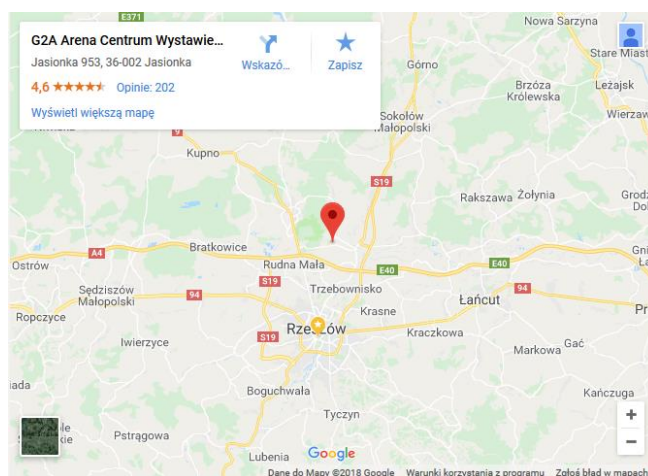 E371
Nowa Sarzyna
G2A Arena Centrum Wystawie...
Jasionka 953, 36-002 Jasionka
4,6
Opinie: 202
Wyświetl większą mapę
Wskazó...
Zapisz
Stare Miast
Górno
Brzóza
Królewska
Leżajsk
Wierzaw
Sokołów
Małopolski
9
Kupno
S19
Rakszawa
Żołynia
Grodz
A4
Bratkowice
Ostrów
Rudna Mała
E40
E40
S19
Trzebownisko
Sędziszów
Małopolski
94
Łańcut
94
Krasne
Ropczyce
Rzeszów
Kraczkowa
Pr
Iwierzyce
S19
Markowa
Gać
Boguchwała
Kańczuga
Tyczyn
Pstrągowa
Lubenia
+
−
Google
Dane do Mapy ©2018 Google
Warunki korzystania z programu
Zgłoś błąd w mapach